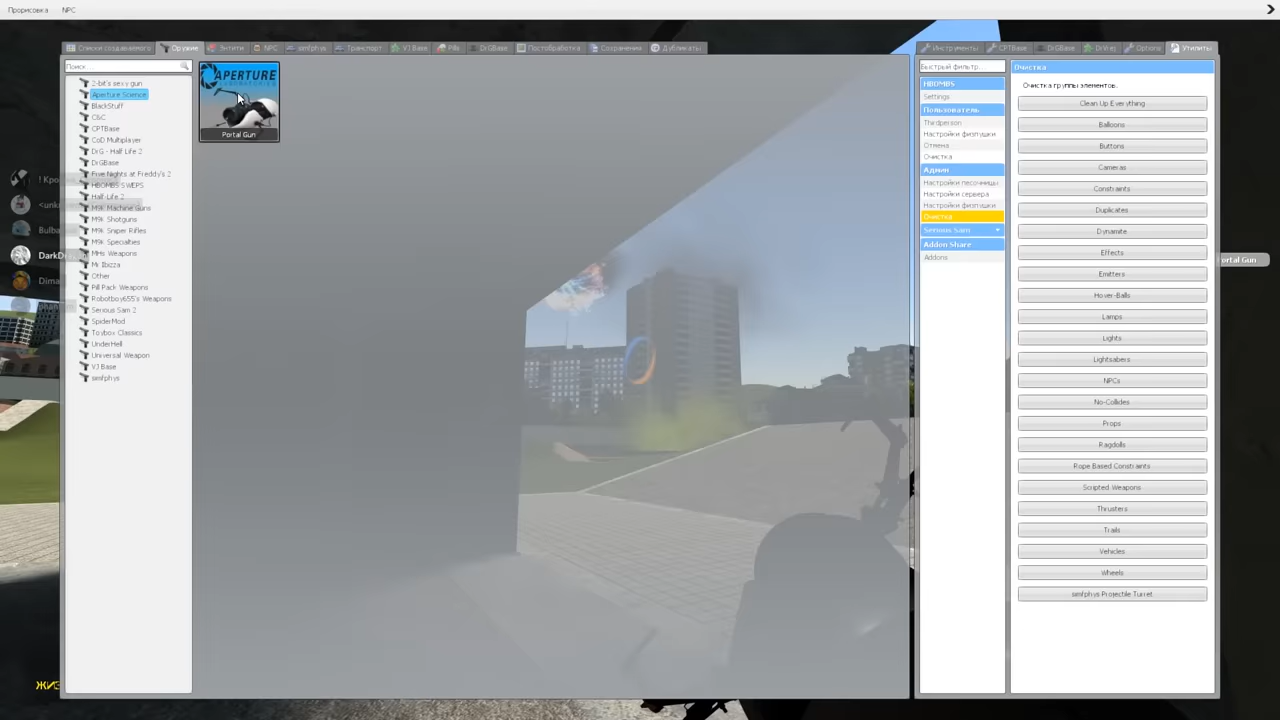 Прорисовка
NPC
Списки создаваемого
Оружие
Энтити
NPC
simfphys
Транспорт
VJ Base
Pills
DrGBase
Постобработка
Сохранения
Дубликаты
Инструменты
CPTBase
DrGBase
DrVrej
Options
Утилиты
Поиск...
2-bit's sexy gun
Aperture Science
BlackStuff
C&C
CPTBase
CoD Multiplayer
DrG - Half Life 2
DrGBase
Five Nights at Freddy's 2
HBOMBS SWEPS
Half-Life 2
M9k Machine Guns
M9k Shotguns
M9k Sniper Rifles
M9k Specialties
MHs Weapons
Mr Ibizza
Other
Pill Pack Weapons
Robotboy655's Weapons
Serious Sam 2
SpiderMod
Toybox Classics
UnderHell
Universal Weapon
VJ Base
simfphys
APERTURE
LABORATORIES
Portal Gun
Быстрый фильтр...
HBOMBS
Settings
Пользователь
Thirdperson
Настройки физпушки
Отмена
Очистка
Админ
Настройки песочницы
Настройки сервера
Настройки физпушки
Очистка
Serious Sam
Addon Share
Addons
Очистка
Очистка группы элементов.
Clean Up Everything
Balloons
Buttons
Cameras
Constraints
Duplicates
Dynamite
Effects
Emitters
Hover-Balls
Lamps
Lights
Lightsabers
NPCs
No-Collides
Props
Ragdolls
Rope Based Constraints
Scripted Weapons
Thrusters
Trails
Vehicles
Wheels
simfphys Projectile Turret
Portal Gun